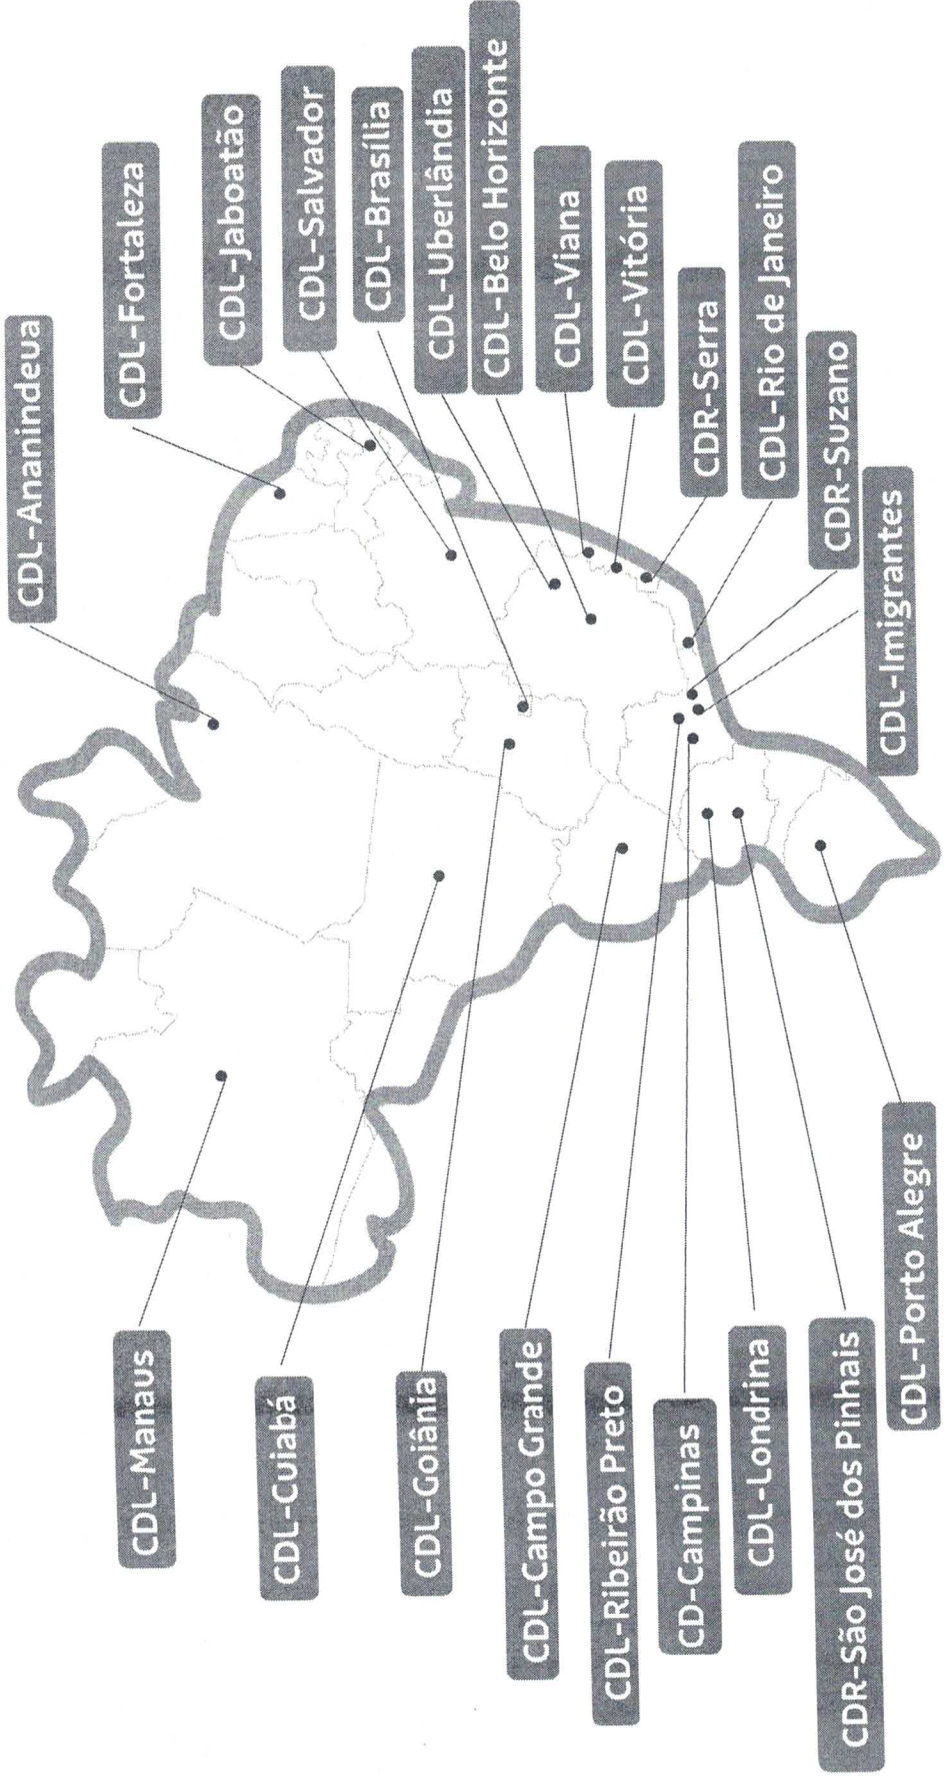 CDL-Ananindeua
CDL-Fortaleza
CDL-Jaboatão
CDL-Salvador
CDL-Brasília
CDL-Uberlândia
CDL-Belo Horizonte
CDL-Viana
CDL-Vitória
CDR-Serra
CDL-Rio de Janeiro
CDR-Suzano
CDL-Imigrantes
CDL-Manaus
CDL-Cuiabá
CDL-Goiânia
CDL-Campo Grande
CDL-Ribeirão Preto
CD-Campinas
CDL-Londrina
CDR-São José dos Pinhais
CDL-Porto Alegre